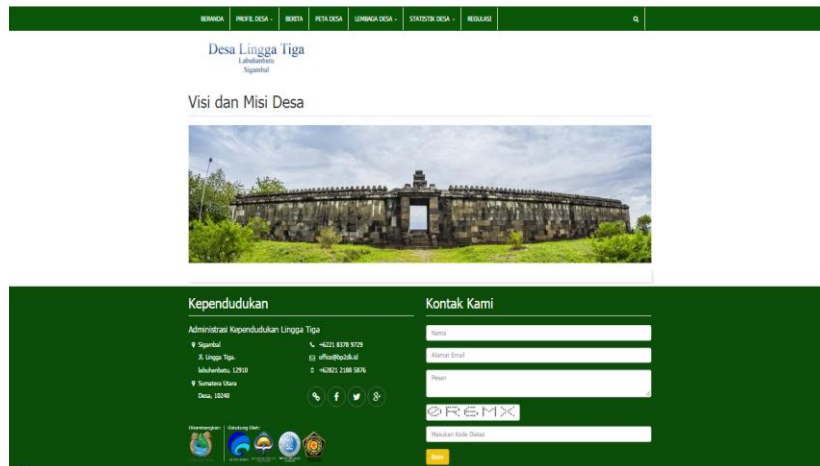 BERANDA PROFIL DESA BERITA PETA DESA LEMBAGA DESA STATISTIK DESA REGULASI
Desa Lingga Tiga
Labuhanbatu
Sigambal
Visi dan Misi Desa
Kependudukan
Administrasi Kependudukan Lingga Tiga
Sigambal
Jl. Lingga Tiga.
labuhanbatu, 12910
Sumatera Utara
Desa, 10240
+6221 8378 9729
office@bp2dk.id
+62821 2188 5876
Dikembangkan
Didukung Oleh:
Kontak Kami
Nama
Alamat Email
Pesan
ØR6MX
Masukan Kode Diatas
Kirim